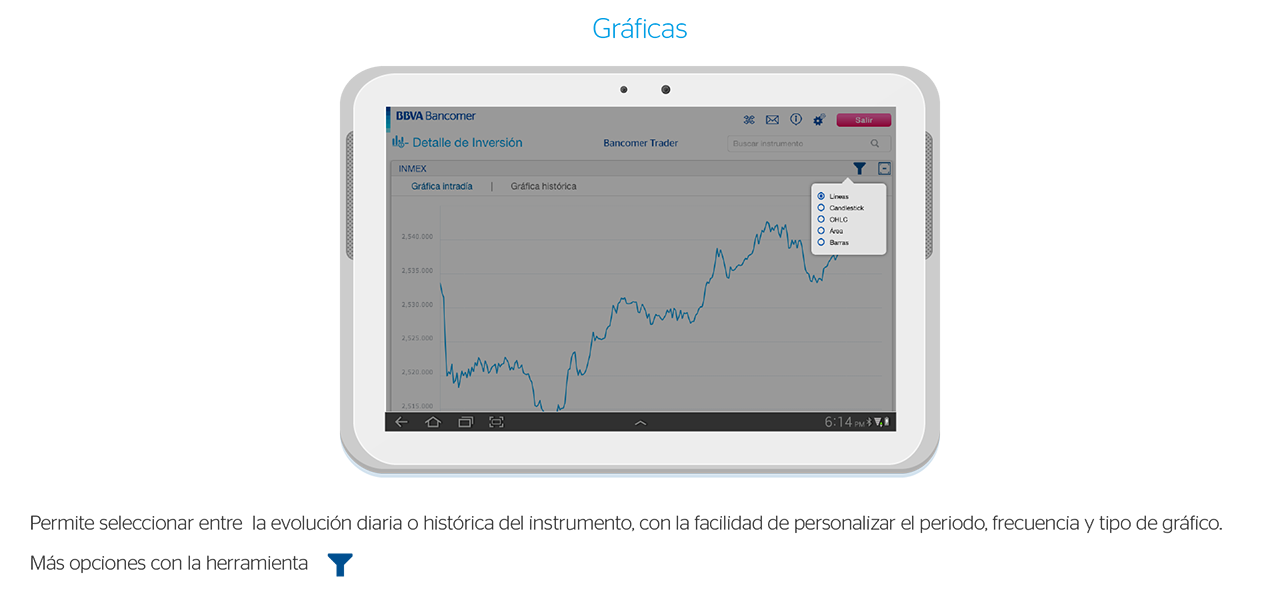 Gráficas
BBVA Bancomer
Salir
Detalle de Inversión
Bancomer Trader
Buscar instrumento
INMEX
Gráfica intradía | Gráfica histórica
Líneas
Candlestick
OHLC
Área
Barras
2,540.000
2,535.000
2,530.000
2,525.000
2,520.000
2,515.000
6:14 PM
Permite seleccionar entre la evolución diaria o histórica del instrumento, con la facilidad de personalizar el periodo, frecuencia y tipo de gráfico.
Más opciones con la herramienta